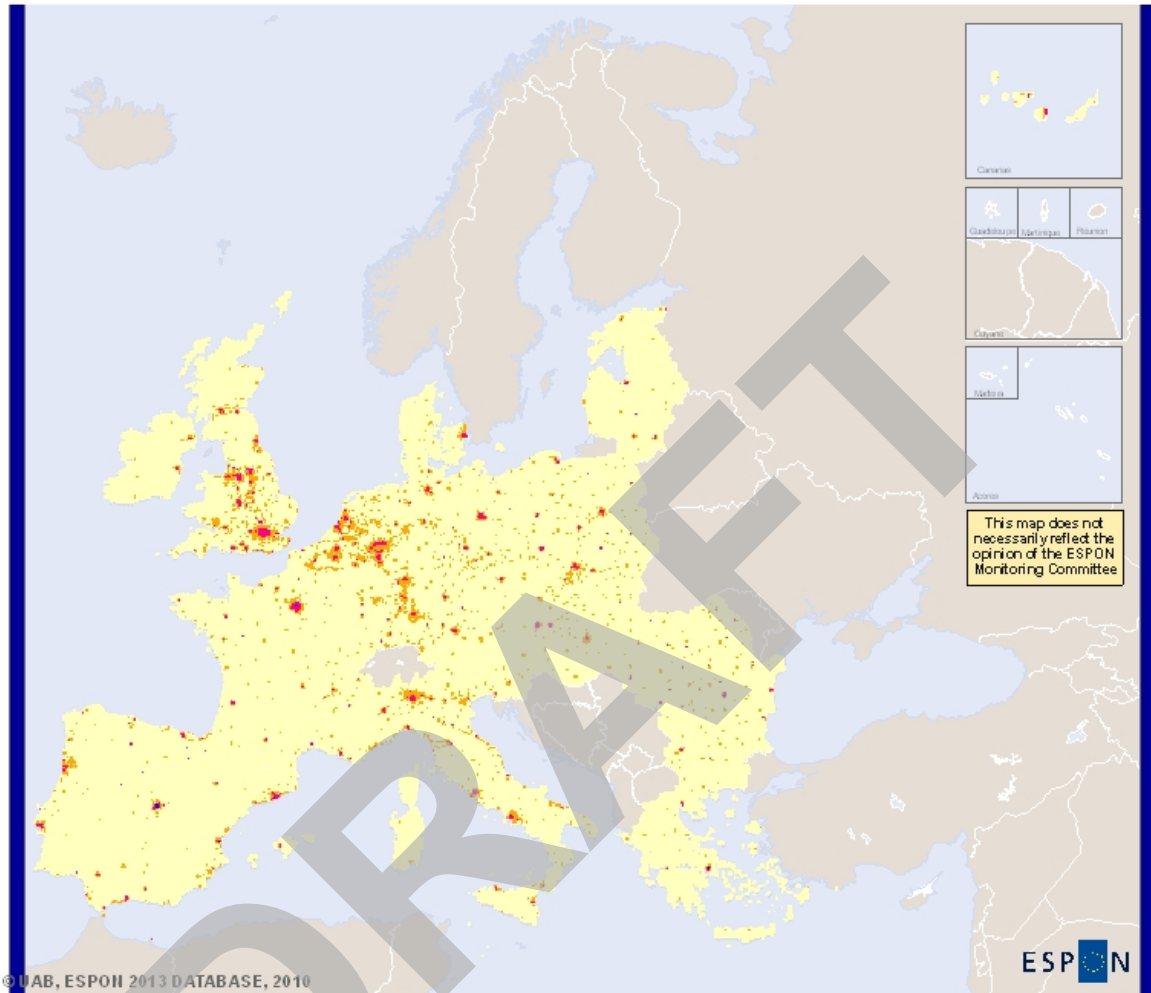 Canarias
Guadeloupe
Martinique
Réunion
Guyane
Madeira
Acores
This map does not
necessarily reflect the
opinion of the ESPON
Monitoring Committee
DRAFT
ESPON
© UAB, ESPON 2013 DATABASE, 2010